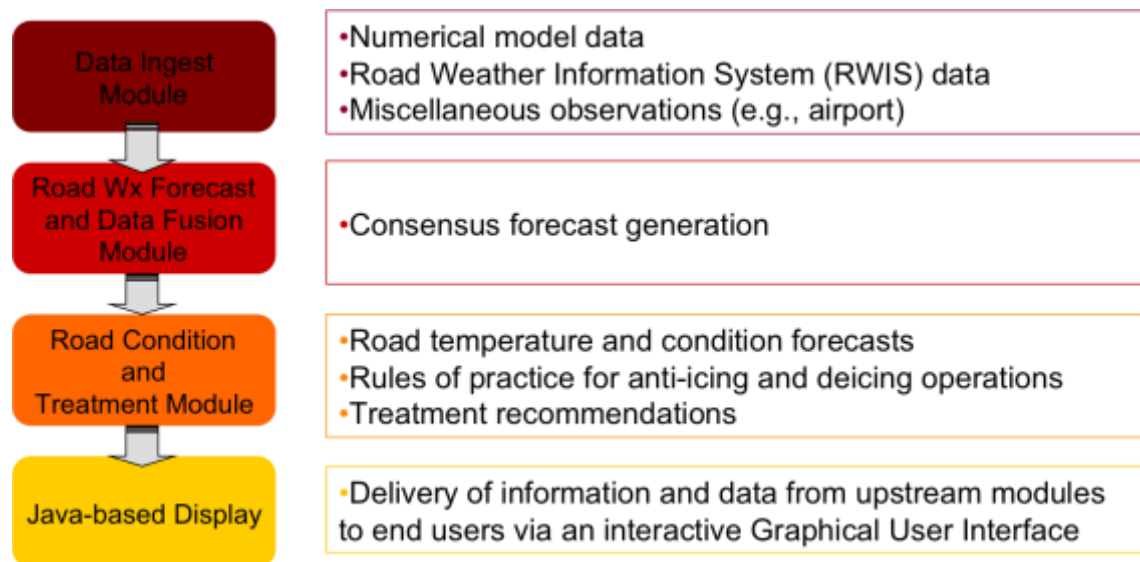 Data Ingest
Module
•Numerical model data
•Road Weather Information System (RWIS) data
•Miscellaneous observations (e.g., airport)
Road Wx Forecast
and Data Fusion
Module
•Consensus forecast generation
Road Condition
and
Treatment Module
•Road temperature and condition forecasts
•Rules of practice for anti-icing and deicing operations
•Treatment recommendations
Java-based Display
•Delivery of information and data from upstream modules
to end users via an interactive Graphical User Interface